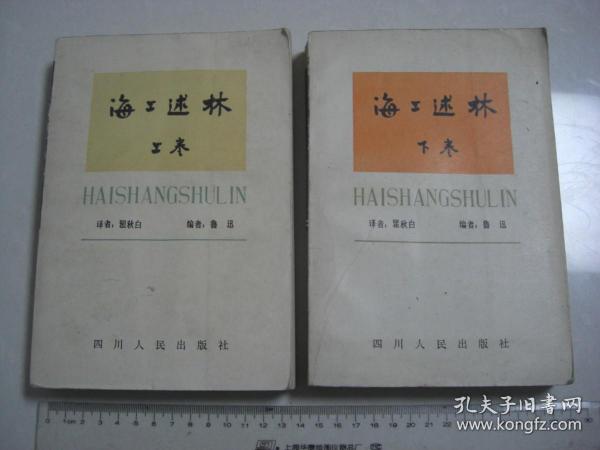 海上述林
上卷
HAISHANGSHULIN
译者：瞿秋白 编者：鲁迅
四川人民出版社
海上述林
下卷
HAISHANGSHULIN
译者：瞿秋白 编者：鲁迅
四川人民出版社
孔夫子旧书网
www.kongfz.com